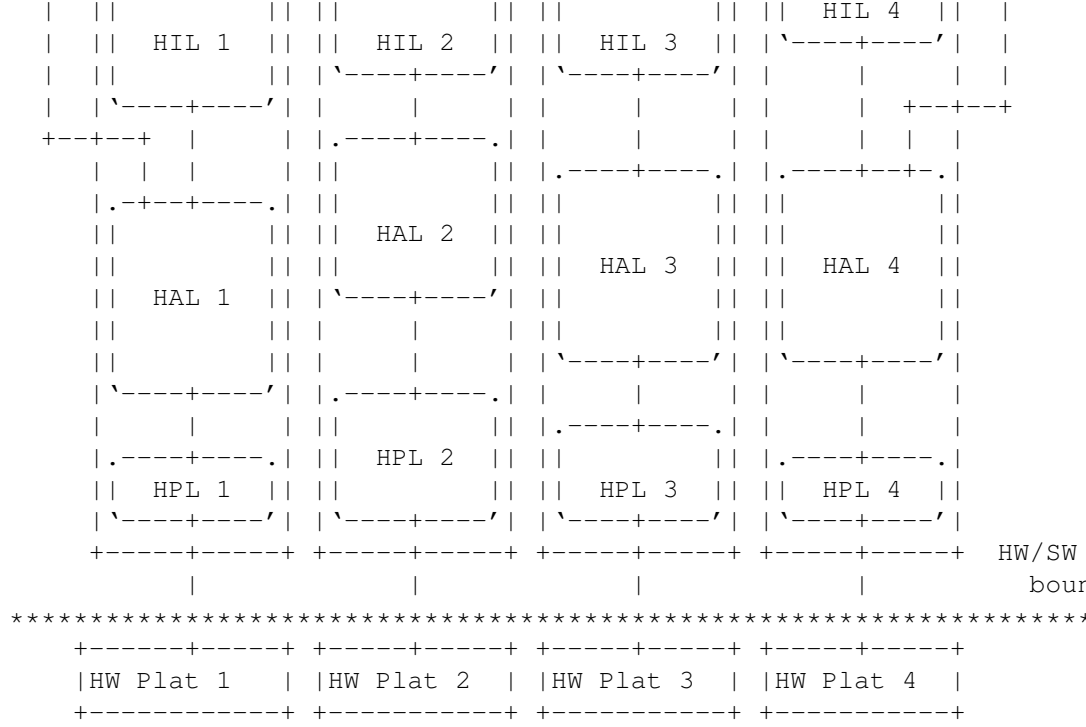 HIL 4
HIL 1 HIL 2 HIL 3
HAL 2
HAL 3 HAL 4
HAL 1
HPL 2
HPL 1 HPL 3 HPL 4
HW/SW
boun
HW Plat 1 HW Plat 2 HW Plat 3 HW Plat 4